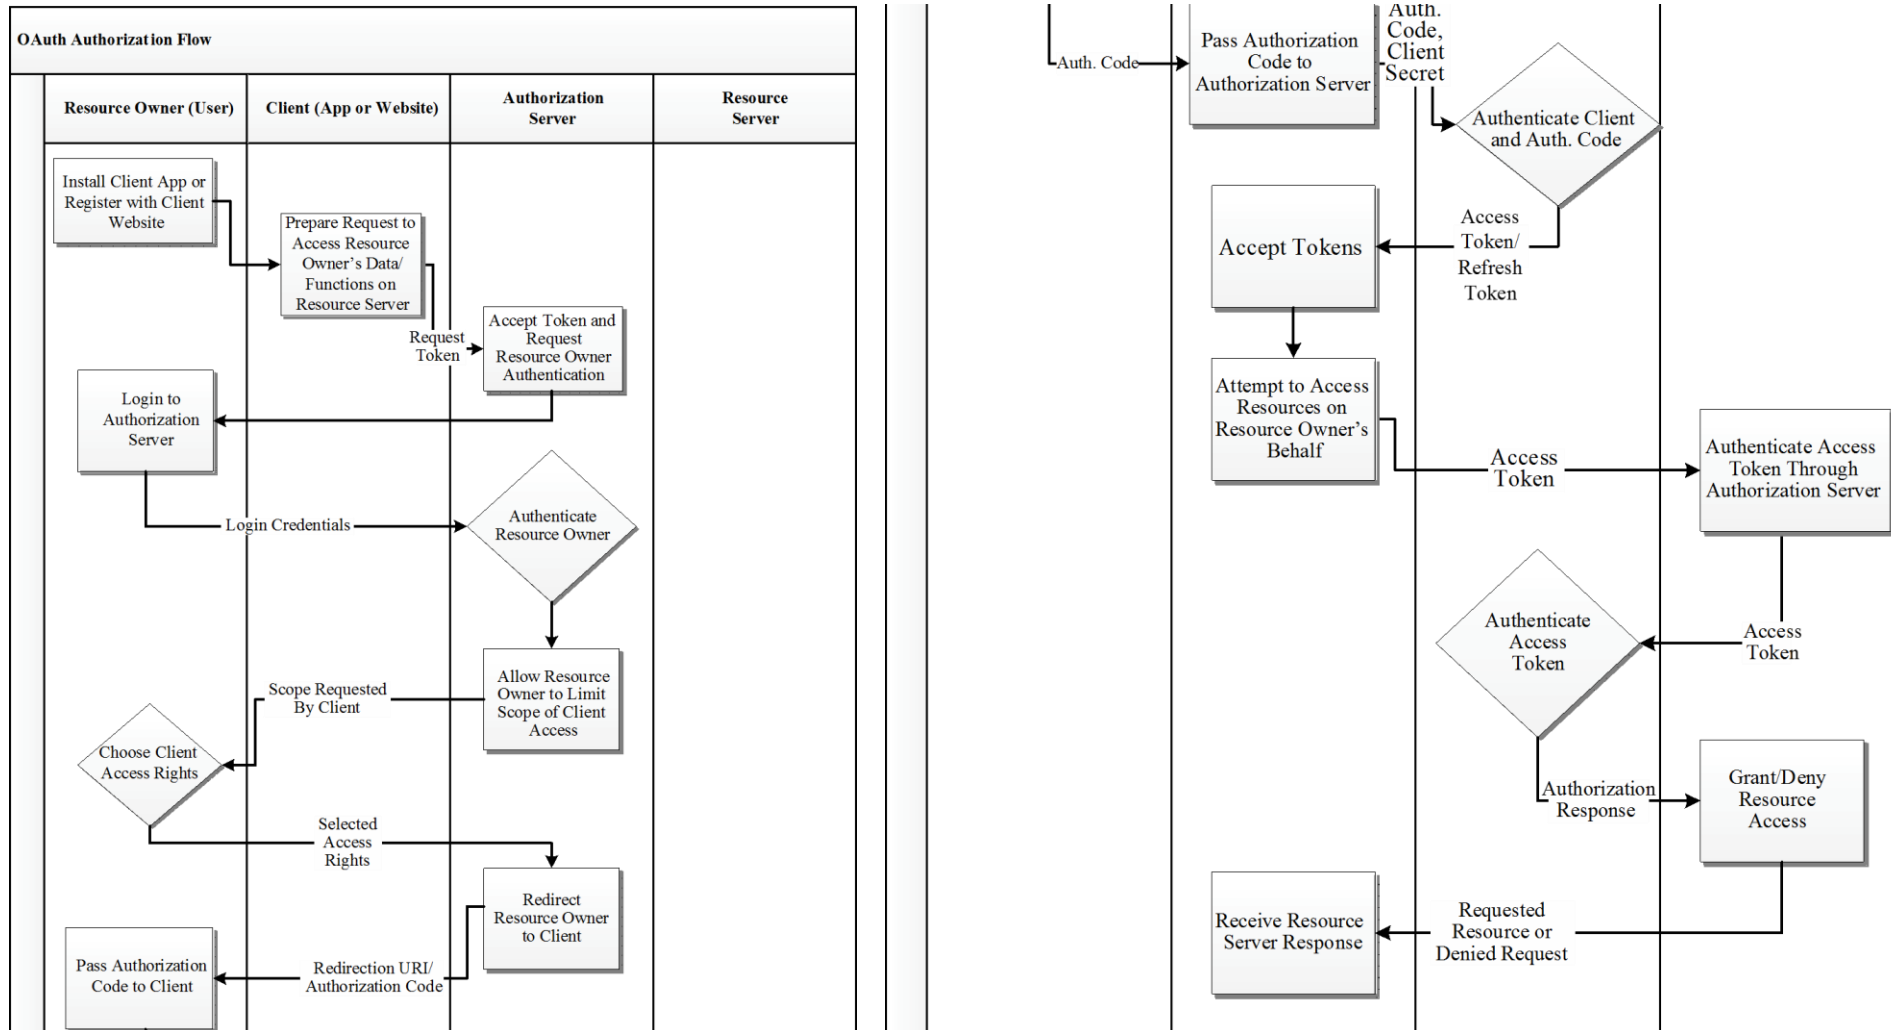 OAuth Authorization Flow
Resource Owner (User)
Client (App or Website)
Authorization
Server
Resource
Server
Install Client App or
Register with Client
Website
Prepare Request to
Access Resource
Owner’s Data/
Functions on
Resource Server
Request
Token
Accept Token and
Request
Resource Owner
Authentication
Login to
Authorization
Server
Login Credentials
Authenticate
Resource Owner
Allow Resource
Owner to Limit
Scope of Client
Access
Scope Requested
By Client
Choose Client
Access Rights
Selected
Access
Rights
Redirect
Resource Owner
to Client
Redirection URI/
Authorization Code
Pass Authorization
Code to Client
Auth. Code
Pass Authorization
Code to
Authorization Server
Auth.
Code,
Client
Secret
Authenticate Client
and Auth. Code
Access
Token/
Refresh
Token
Accept Tokens
Attempt to Access
Resources on
Resource Owner’s
Behalf
Access
Token
Authenticate Access
Token Through
Authorization Server
Access
Token
Authenticate
Access
Token
Authorization
Response
Grant/Deny
Resource
Access
Requested
Resource or
Denied Request
Receive Resource
Server Response